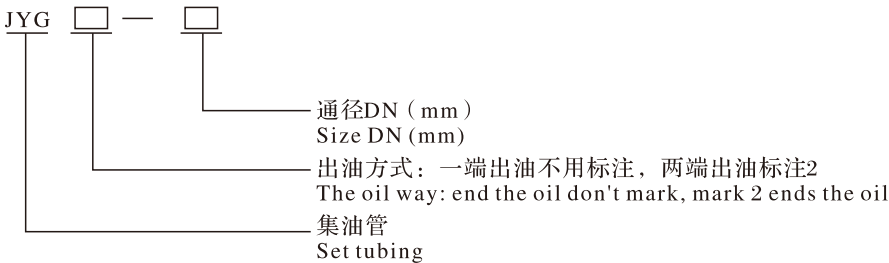 JYG □ — □
通径DN（mm）
Size DN (mm)
出油方式：一端出油不用标注，两端出油标注2
The oil way: end the oil don't mark, mark 2 ends the oil
集油管
Set tubing